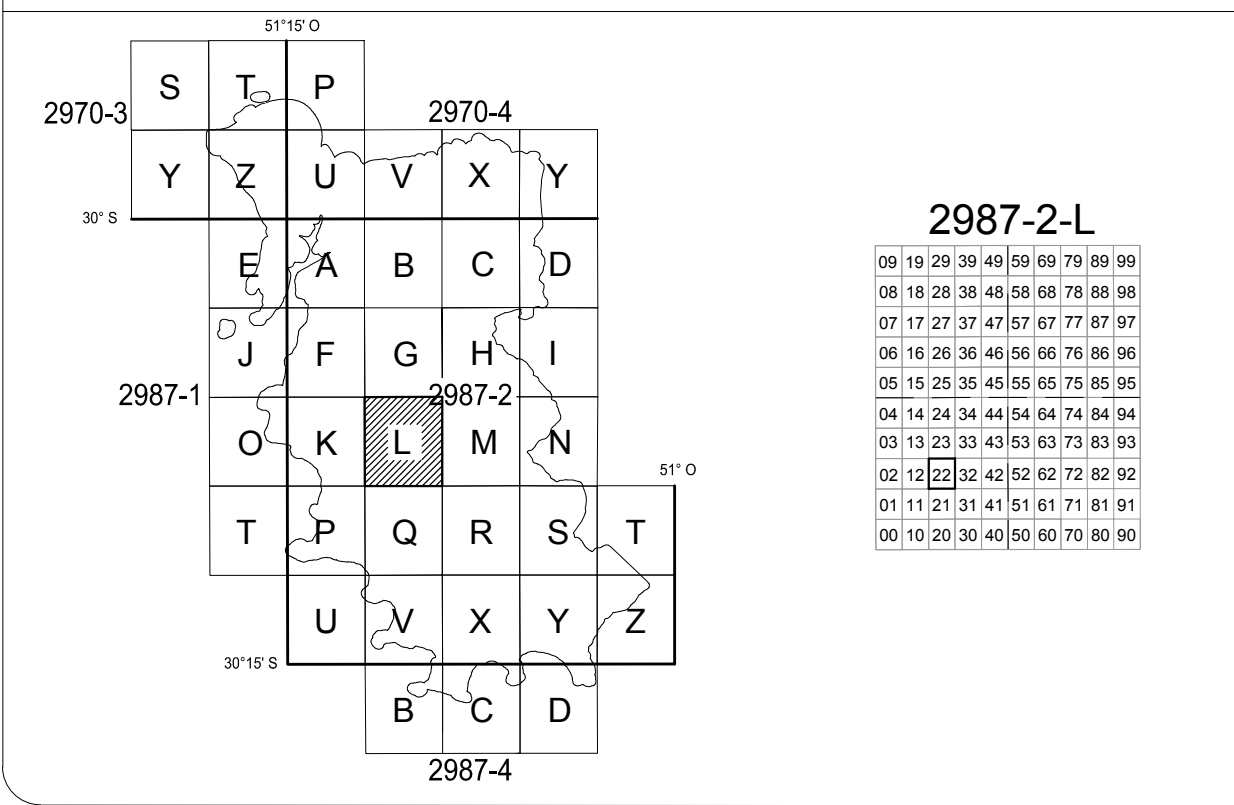 51°15' O
S T P
2970-3 2970-4
Y Z U V X Y
30° S
E A B C D
J F G H I
2987-1 2987-2
O K L M N
51° O
T P Q R S T
U V X Y Z
30°15' S
B C D
2987-4
2987-2-L
09 19 29 39 49 59 69 79 89 99
08 18 28 38 48 58 68 78 88 98
07 17 27 37 47 57 67 77 87 97
06 16 26 36 46 56 66 76 86 96
05 15 25 35 45 55 65 75 85 95
04 14 24 34 44 54 64 74 84 94
03 13 23 33 43 53 63 73 83 93
02 12 22 32 42 52 62 72 82 92
01 11 21 31 41 51 61 71 81 91
00 10 20 30 40 50 60 70 80 90